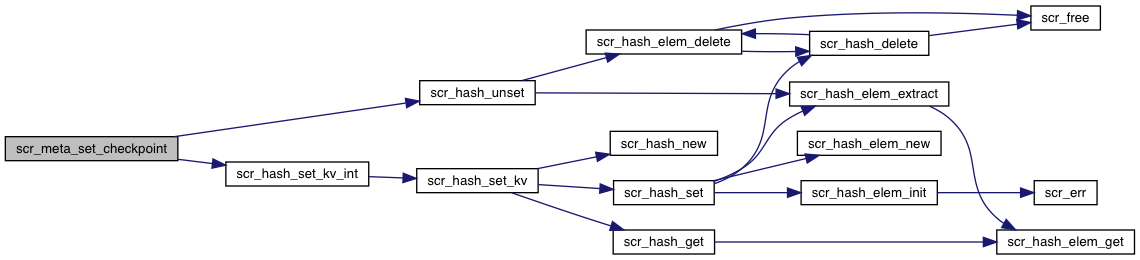 scr_meta_set_checkpoint
scr_hash_unset
scr_hash_set_kv_int
scr_hash_elem_delete
scr_hash_set_kv
scr_hash_new
scr_hash_set
scr_hash_get
scr_hash_delete
scr_hash_elem_extract
scr_hash_elem_new
scr_hash_elem_init
scr_free
scr_err
scr_hash_elem_get